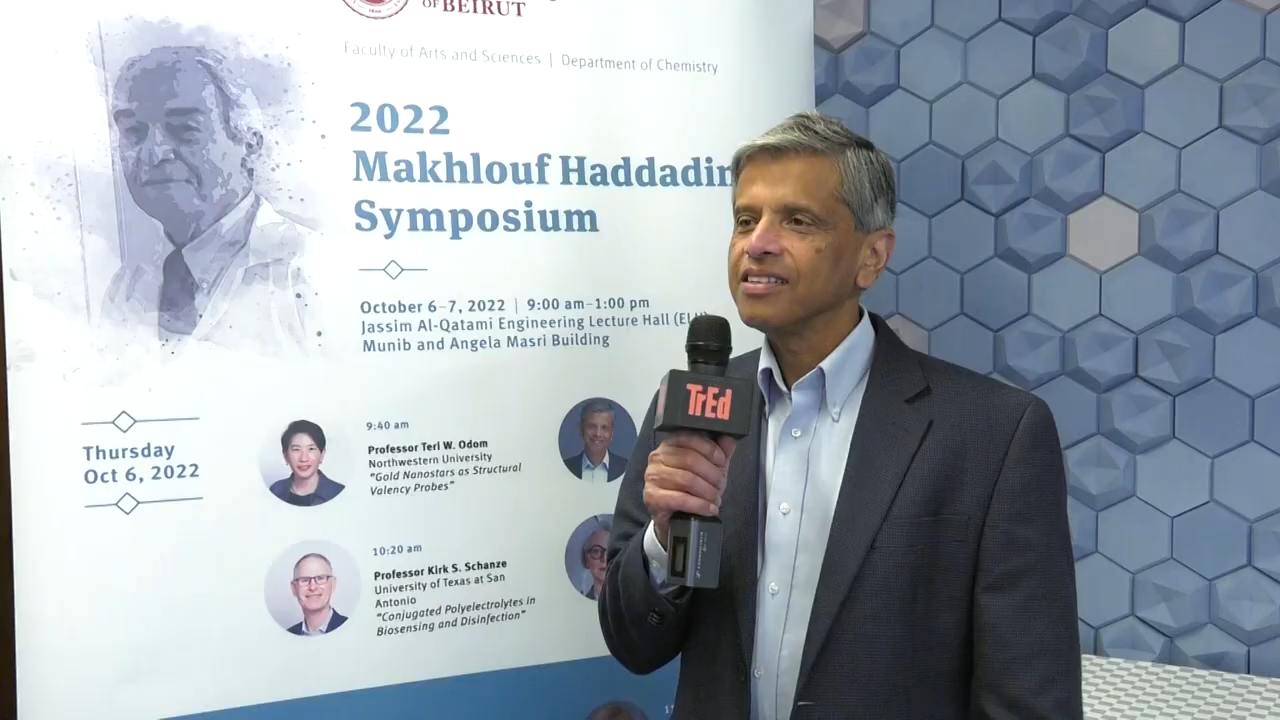 OF BEIRUT
Faculty of Arts and Sciences | Department of Chemistry
2022
Makhlouf Haddadin
Symposium
October 6–7, 2022 | 9:00 am–1:00 pm
Jassim Al-Qatami Engineering Lecture Hall (ELH)
Munib and Angela Masri Building
Thursday
Oct 6, 2022
9:40 am
Professor Teri W. Odom
Northwestern University
"Gold Nanostars as Structural
Valency Probes"
10:20 am
Professor Kirk S. Schanze
University of Texas at San
Antonio
"Conjugated Polyelectrolytes in
Biosensing and Disinfection"
TrEd